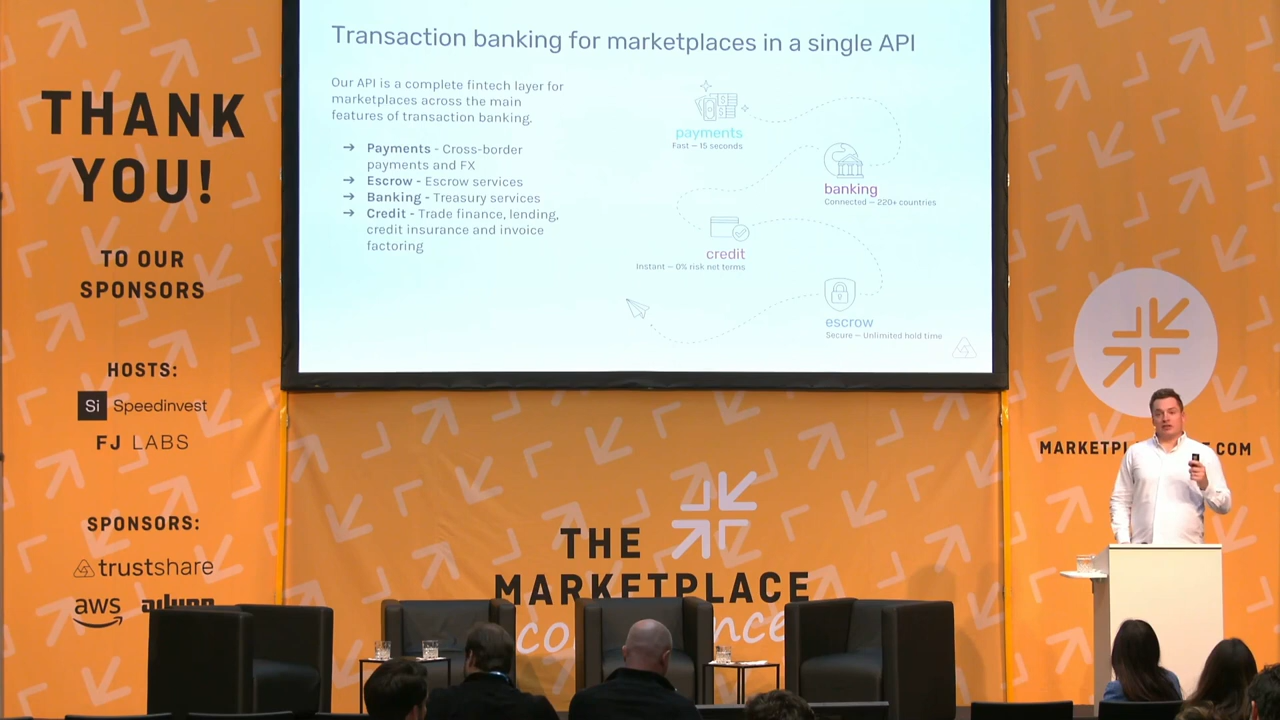 THANK
YOU!
TO OUR
SPONSORS
HOSTS:
Si Speedinvest
FJ LABS
SPONSORS:
trustshare
aws adyen
Transaction banking for marketplaces in a single API
Our API is a complete fintech layer for
marketplaces across the main
features of transaction banking.
→ Payments - Cross-border
payments and FX
→ Escrow - Escrow services
→ Banking - Treasury services
→ Credit - Trade finance, lending,
credit insurance and invoice
factoring
payments
Fast — 15 seconds
banking
Connected — 220+ countries
credit
Instant — 0% risk net terms
escrow
Secure — Unlimited hold time
THE
MARKETPLACE